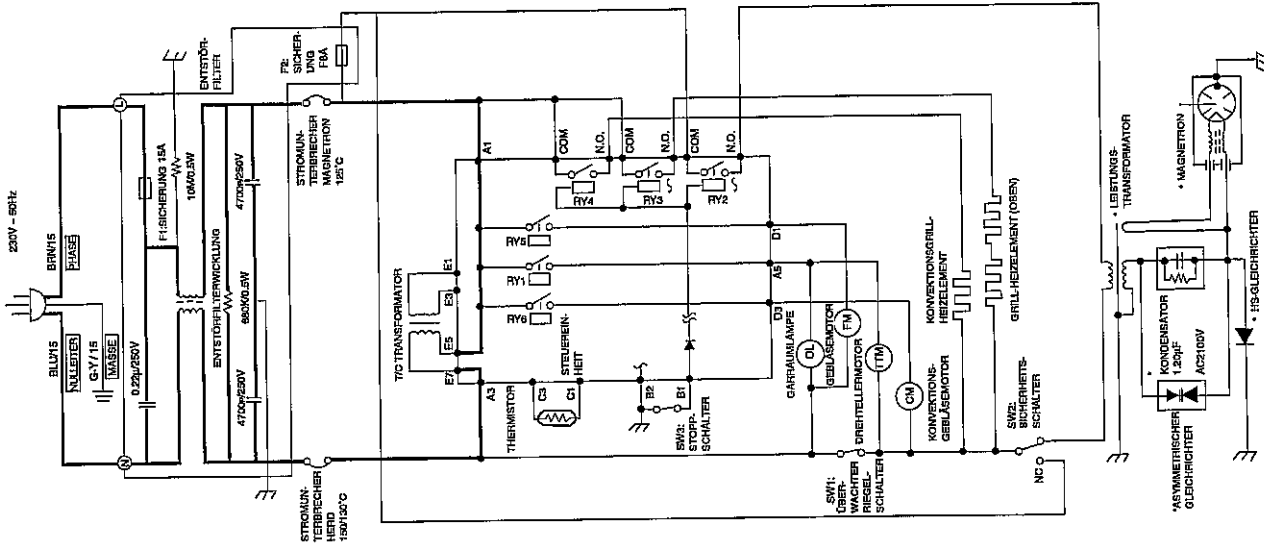 230V ~ 50Hz
BRN/15
PHASE
BLU/15
NULLEITER
G-Y / 15
MASSE
N
L
0.22µ/250V
F1:SICHERUNG 15A
10M/0.5W
ENTSTÖR-
FILTER
ENTSTÖRFILTERWICKLUNG
680K/0.5W
4700p/250V
4700p/250V
F2:
SICHER-
UNG
F8A
STROMUN-
TERBRECHER
MAGNETRON
125°C
STROMUN-
TERBRECHER
HERD
150/130°C
A1
COM
N.O.
COM
N.O.
COM
N.O.
RY4
RY3
RY2
T/C TRANSFORMATOR
E1
E3
E5
E7
A3
RY5
RY1
RY6
D1
A5
D3
THERMISTOR
C3
C1
STEUEREIN-
HEIT
B2
B1
SW3:
STOPP-
SCHALTER
GARRAUMLAMPE
OL
GEBLÄSEMOTOR
FM
DREHTELLERMOTOR
TTM
KONVEKTIONS-
GEBLÄSEMOTOR
CM
SW1:
ÜBER-
WACHTER
RIEGEL-
SCHALTER
KONVEKTIONSGRILL-
HEIZELEMENT
GRILL-HEIZELEMENT (OBEN)
SW2:
SICHERHEITS-
SCHALTER
NC
* LEISTUNGS-
TRANSFORMATOR
* MAGNETRON
*
KONDENSATOR
1.20µF
AC2100V
*ASYMMETRISCHER
GLEICHRICHTER
* HS-GLEICHRICHTER